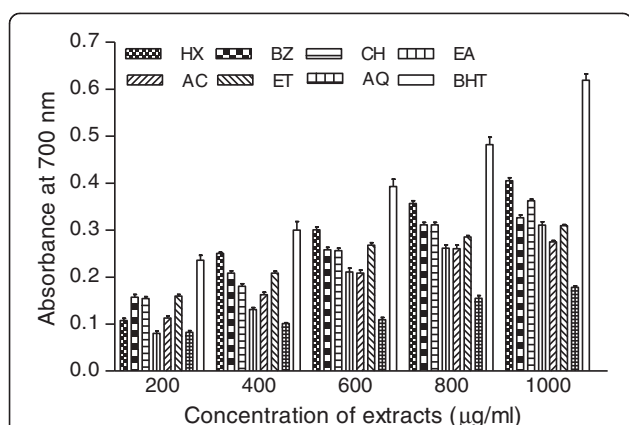 0.7
HX BZ CH EA
AC ET AQ BHT
0.6
0.5
0.4
0.3
0.2
0.1
0.0
Absorbance at 700 nm
200 400 600 800 1000
Concentration of extracts (µg/ml)